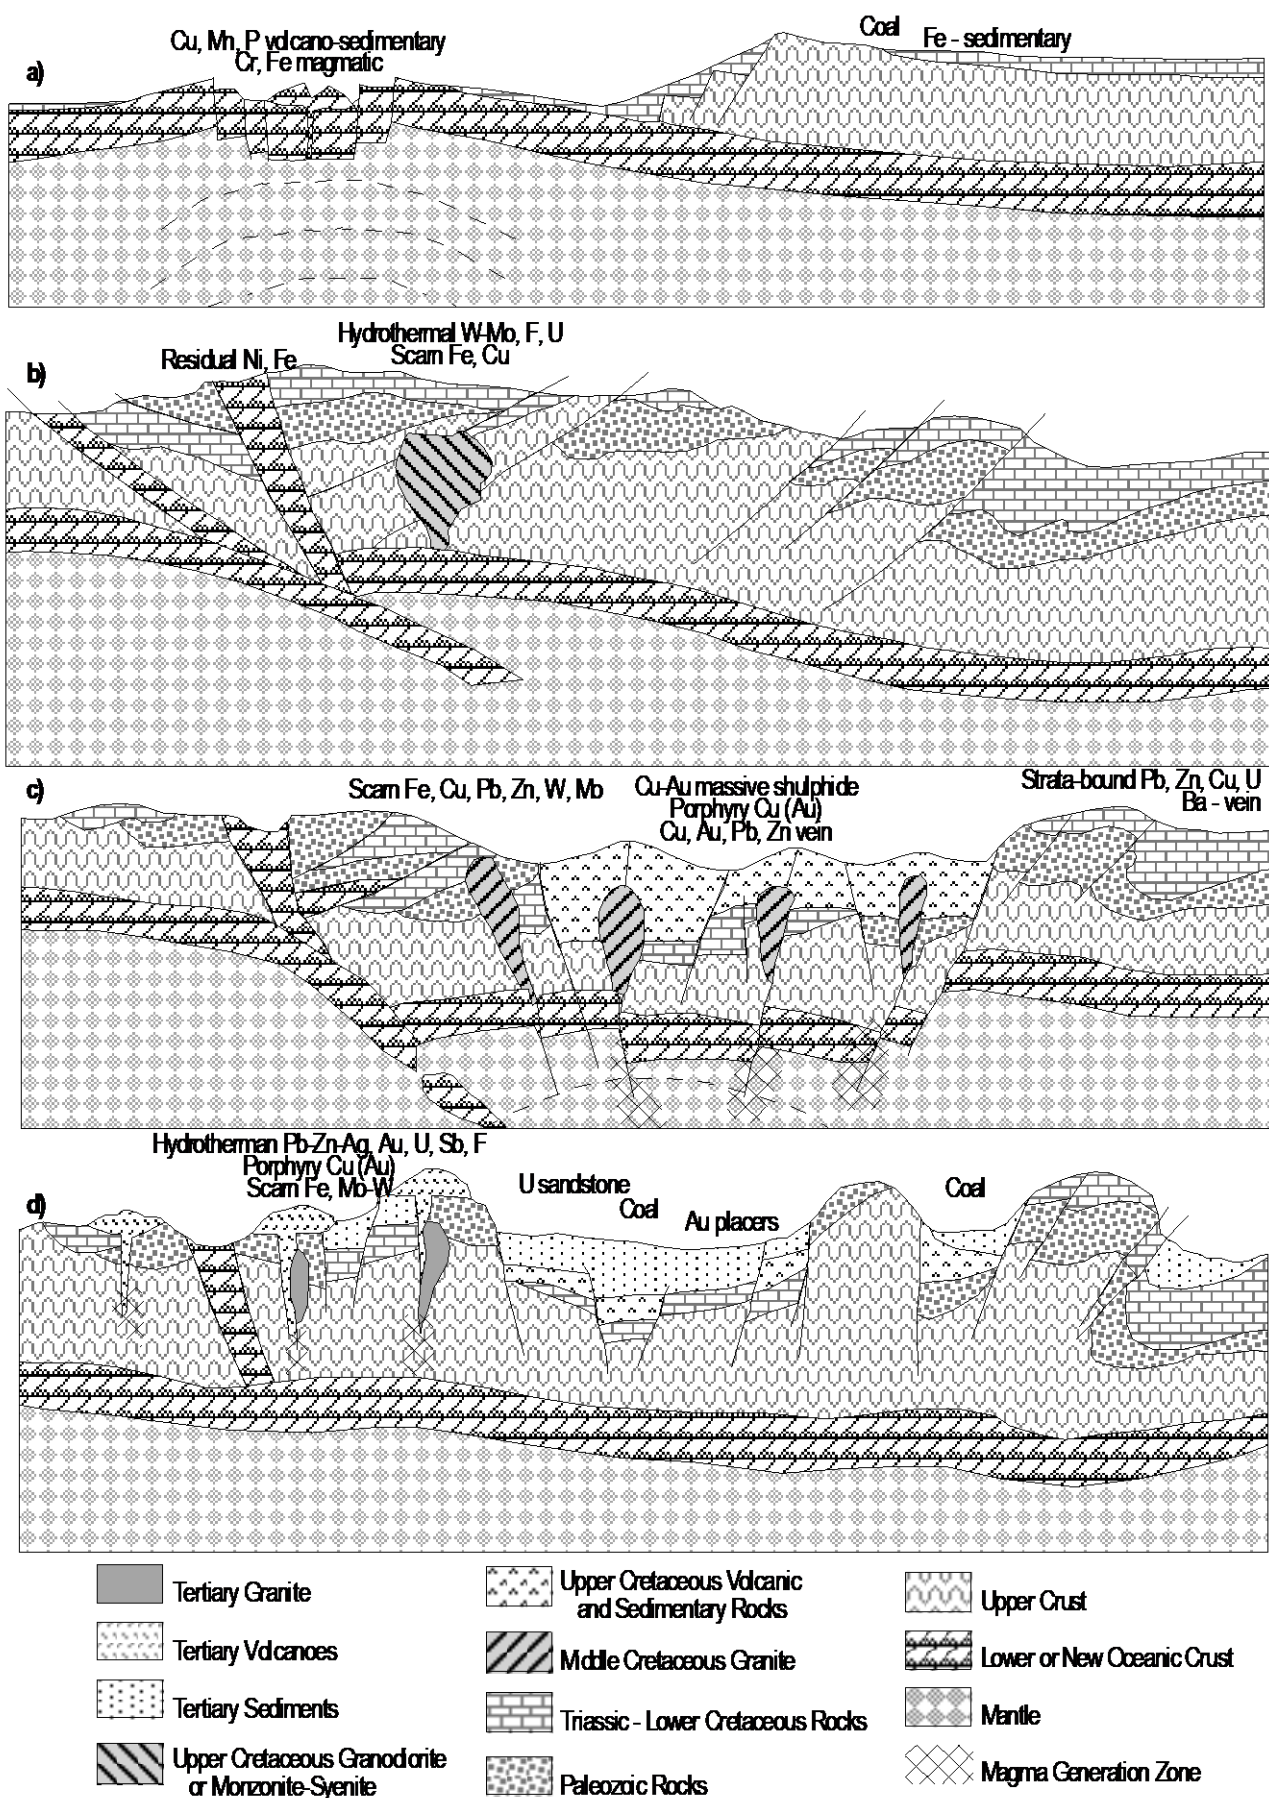 Cu, Mn, P volcano-sedimentary
Cr, Fe magmatic
Coal
Fe - sedimentary
a)
Hydrothermal W-Mo, F, U
Scarn Fe, Cu
Residual Ni, Fe
b)
Scarn Fe, Cu, Pb, Zn, W, Mo
Cu-Au massive shulphide
Porphyry Cu (Au)
Cu, Au, Pb, Zn vein
Strata-bound Pb, Zn, Cu, U
Ba - vein
c)
Hydrotherman Pb-Zn-Ag, Au, U, Sb, F
Porphyry Cu (Au)
Scarn Fe, Mo-W
U sandstone
Coal
Au placers
Coal
d)
Tertiary Granite
Tertiary Volcanoes
Tertiary Sediments
Upper Cretaceous Granodiorite
or Monzonite-Syenite
Upper Cretaceous Volcanic
and Sedimentary Rocks
Middle Cretaceous Granite
Triassic - Lower Cretaceous Rocks
Paleozoic Rocks
Upper Crust
Lower or New Oceanic Crust
Mantle
Magma Generation Zone